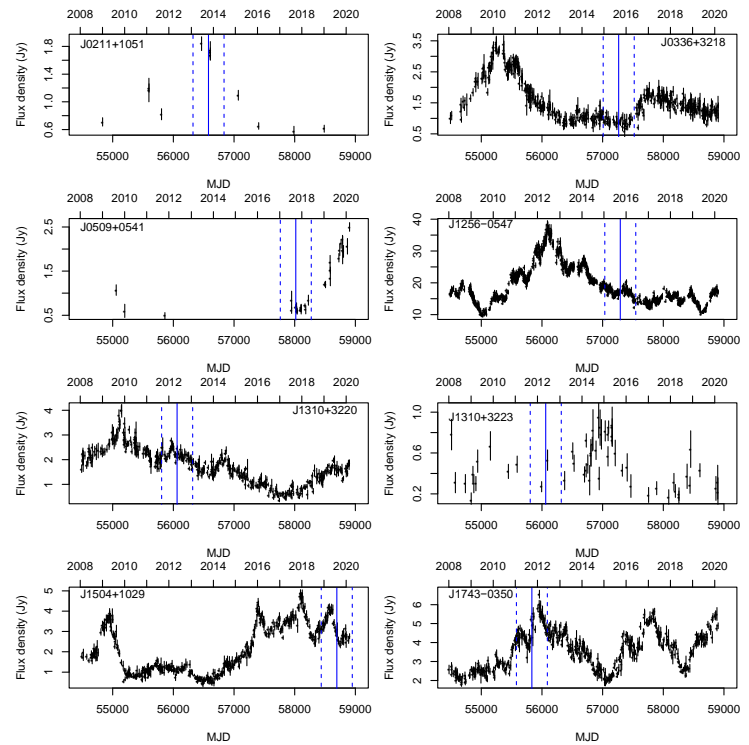 2008 2010 2012 2014 2016 2018 2020
J0211+1051
Flux density (Jy)
1.8
1.4
1.0
0.6
55000 56000 57000 58000 59000
MJD
2008 2010 2012 2014 2016 2018 2020
J0336+3218
Flux density (Jy)
3.5
2.5
1.5
0.5
55000 56000 57000 58000 59000
MJD
2008 2010 2012 2014 2016 2018 2020
J0509+0541
Flux density (Jy)
2.5
1.5
0.5
55000 56000 57000 58000 59000
MJD
2008 2010 2012 2014 2016 2018 2020
J1256−0547
Flux density (Jy)
40
30
20
10
55000 56000 57000 58000 59000
MJD
2008 2010 2012 2014 2016 2018 2020
J1310+3220
Flux density (Jy)
4
3
2
1
55000 56000 57000 58000 59000
MJD
2008 2010 2012 2014 2016 2018 2020
J1310+3223
Flux density (Jy)
1.0
0.6
0.2
55000 56000 57000 58000 59000
MJD
2008 2010 2012 2014 2016 2018 2020
J1504+1029
Flux density (Jy)
5
4
3
2
1
55000 56000 57000 58000 59000
MJD
2008 2010 2012 2014 2016 2018 2020
J1743−0350
Flux density (Jy)
6
5
4
3
2
55000 56000 57000 58000 59000
MJD